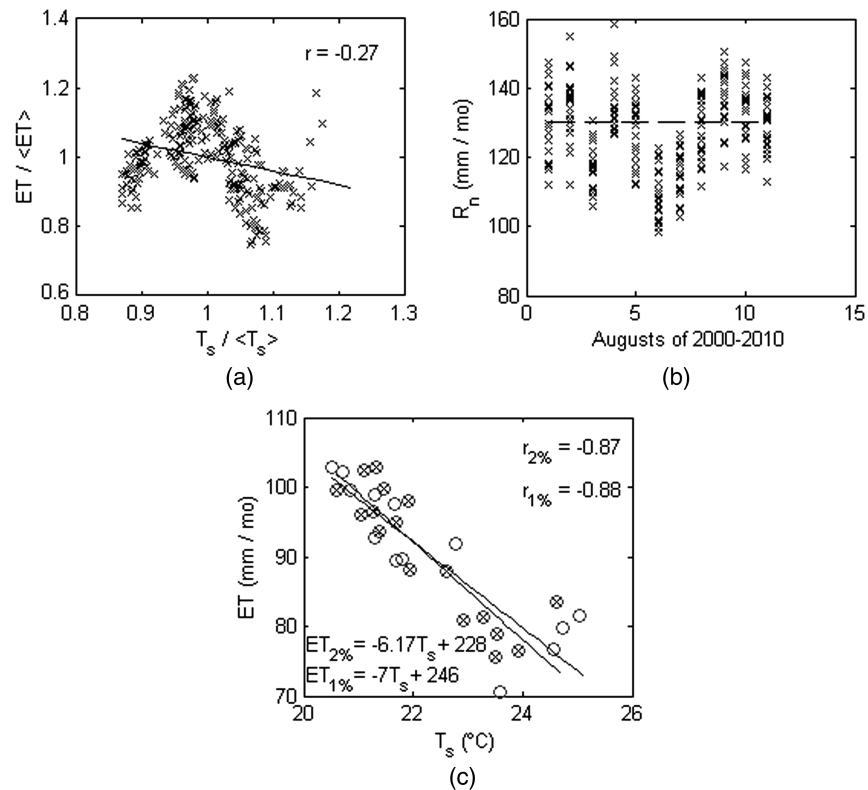 1.4
1.2
1
0.8
0.6
ET / <ET>
r = -0.27
0.8 0.9 1 1.1 1.2 1.3
T_s / <T_s>
(a)
160
140
120
100
80
R_n (mm / mo)
0 5 10 15
Augusts of 2000-2010
(b)
110
100
90
80
70
ET (mm / mo)
r_2% = -0.87
r_1% = -0.88
ET_2% = -6.17T_s + 228
ET_1% = -7T_s + 246
20 22 24 26
T_s (°C)
(c)